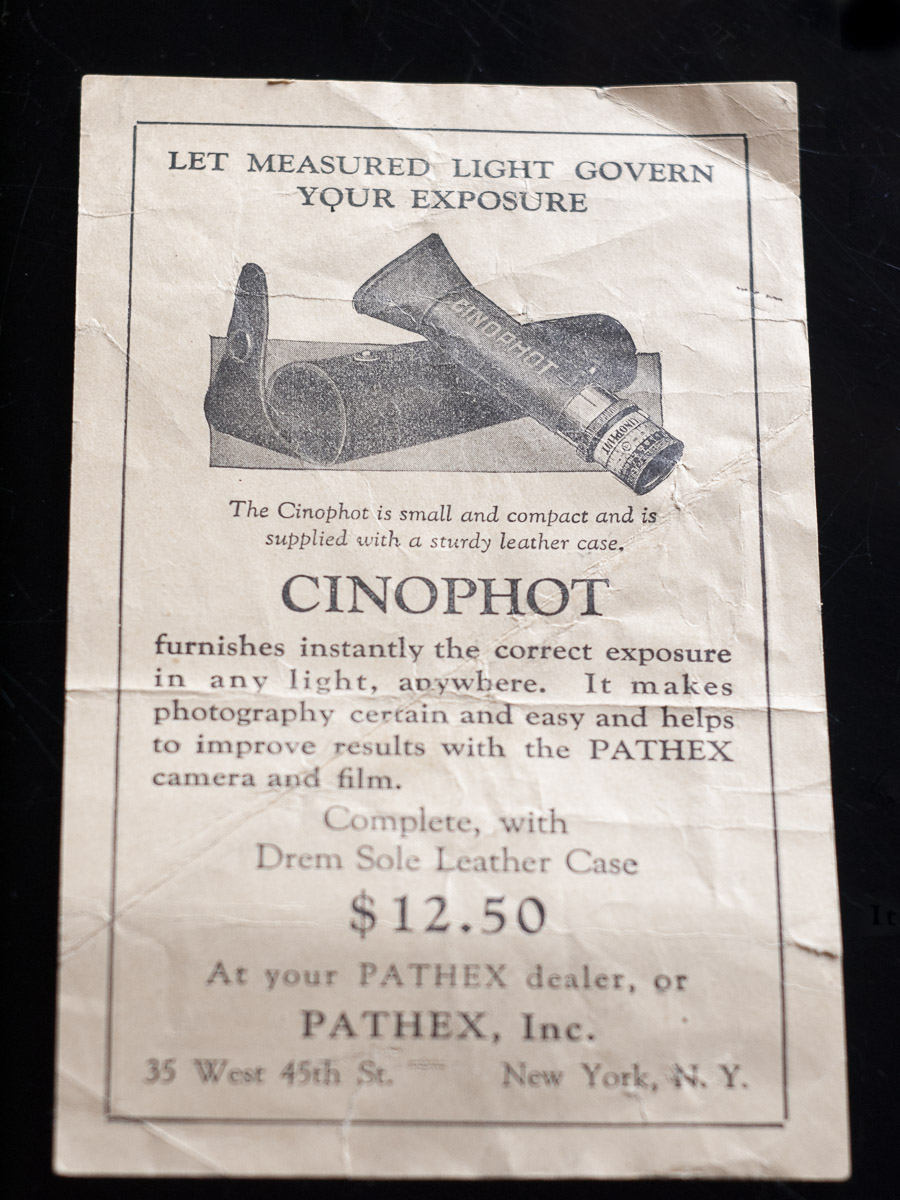 LET MEASURED LIGHT GOVERN
YOUR EXPOSURE
CINOPHOT
The Cinophot is small and compact and is
supplied with a sturdy leather case.
CINOPHOT
furnishes instantly the correct exposure
in any light, anywhere. It makes
photography certain and easy and helps
to improve results with the PATHEX
camera and film.
Complete, with
Drem Sole Leather Case
$12.50
At your PATHEX dealer, or
PATHEX, Inc.
35 West 45th St. New York, N. Y.
It